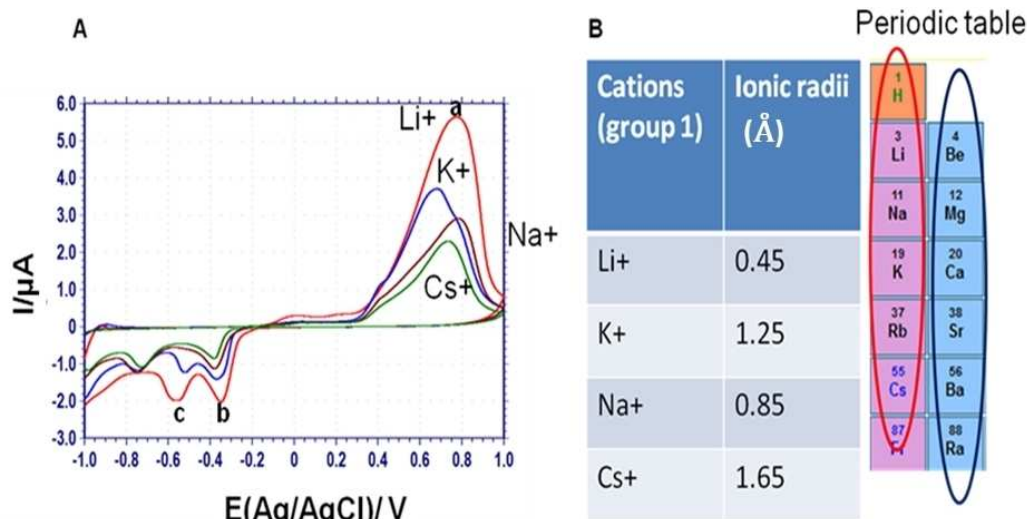 A
6.0
5.0
4.0
3.0
2.0
1.0
0
-1.0
-2.0
-3.0
I/µA
Li+
a
K+
Na+
Cs+
c
b
-1.0 -0.8 -0.6 -0.4 -0.2 0 0.2 0.4 0.6 0.8 1.0
E(Ag/AgCl)/ V
B
Cations Ionic radii
(group 1) (Å)
Li+ 0.45
K+ 1.25
Na+ 0.85
Cs+ 1.65
Periodic table
1
H
3 4
Li Be
11 12
Na Mg
19 20
K Ca
37 38
Rb Sr
55 56
Cs Ba
87 88
Fr Ra